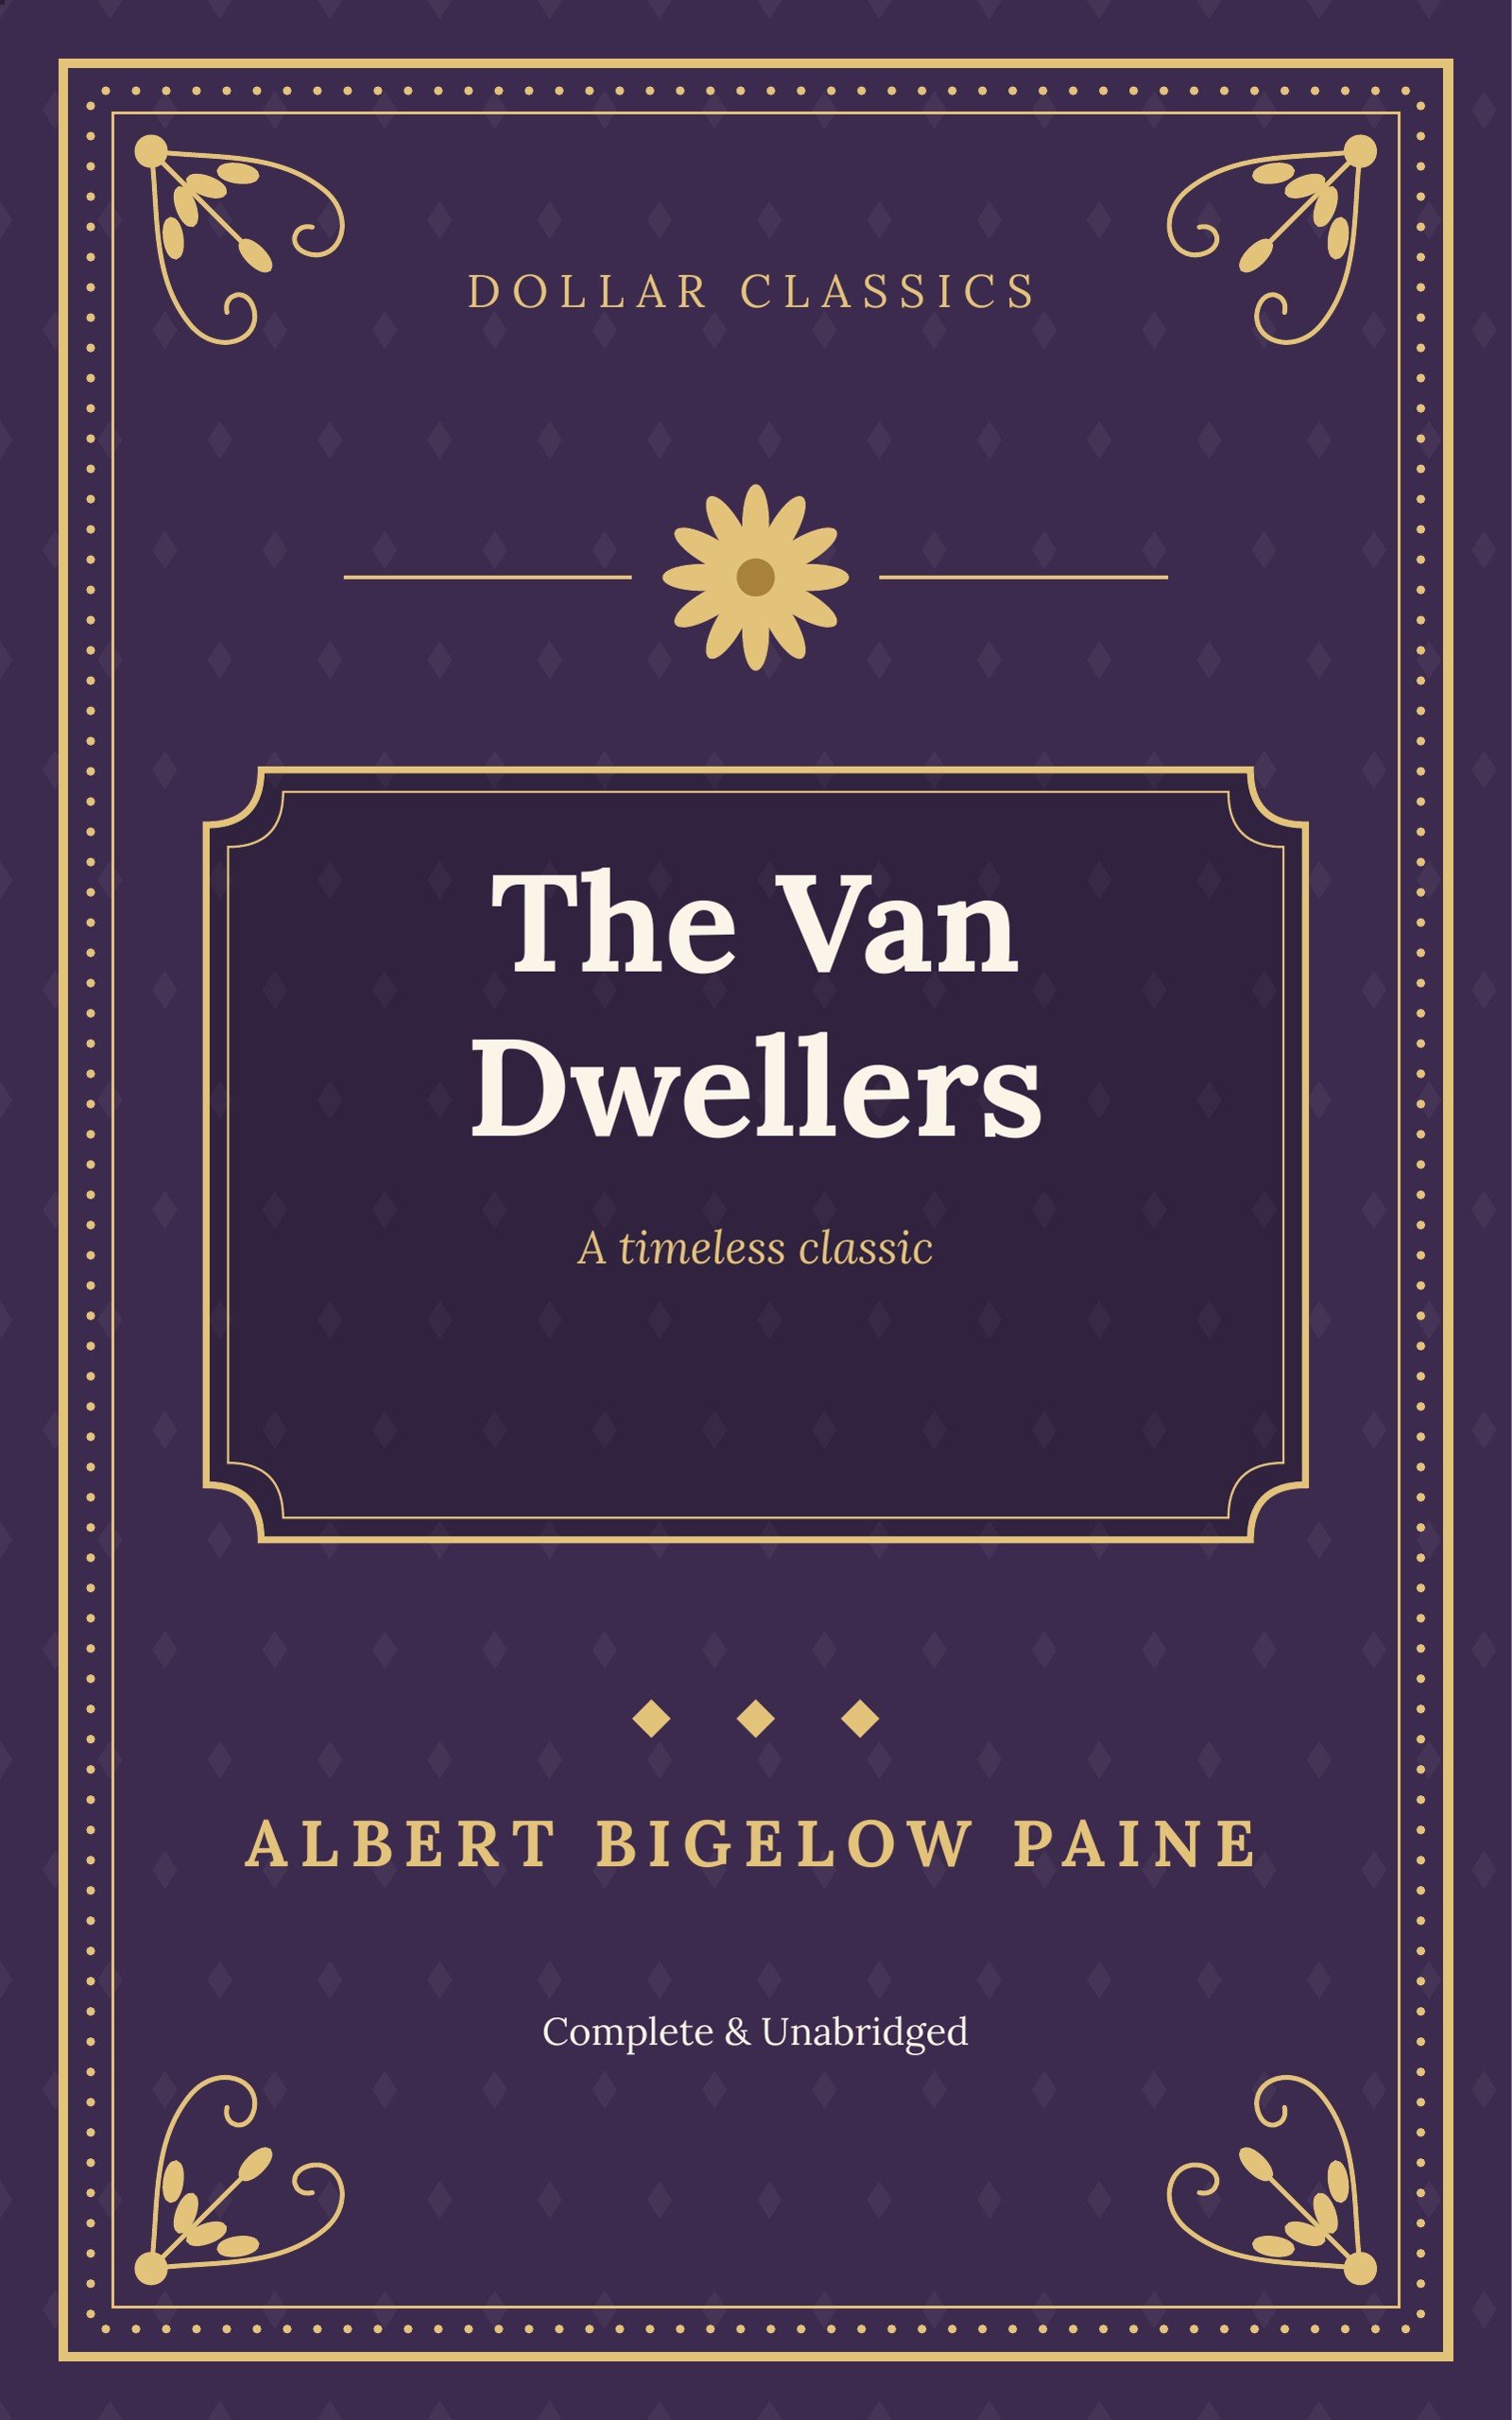 DOLLAR CLASSICS
The Van
Dwellers
A timeless classic
ALBERT BIGELOW PAINE
Complete & Unabridged